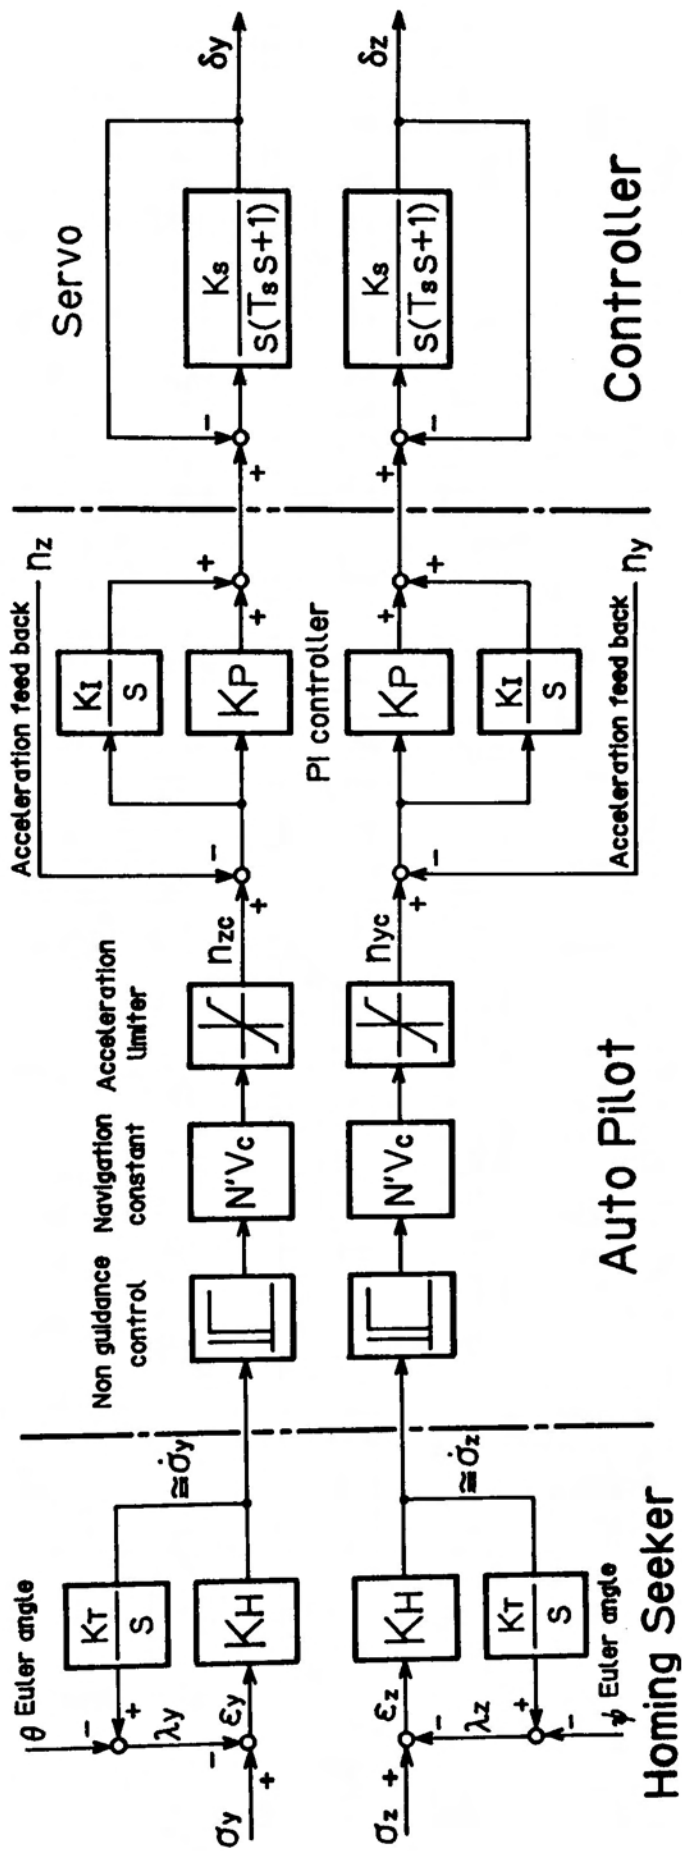 θ Euler angle
KT
S
≅σ̇y
σy
+
-
εy
λy
-
+
KH
Non guidance
control
Navigation
constant
N'Vc
Acceleration
limiter
nzc
+
-
Acceleration feed back
nz
KI
S
KP
+
+
Servo
+
-
Ks
S(TsS+1)
δy
σz
+
-
εz
λz
+
-
KH
≅σ̇z
KT
S
ψ Euler angle
N'Vc
nyc
+
-
PI controller
KP
KI
S
+
+
Acceleration feed back
ny
+
-
Ks
S(TsS+1)
δz
Homing Seeker
Auto Pilot
Controller